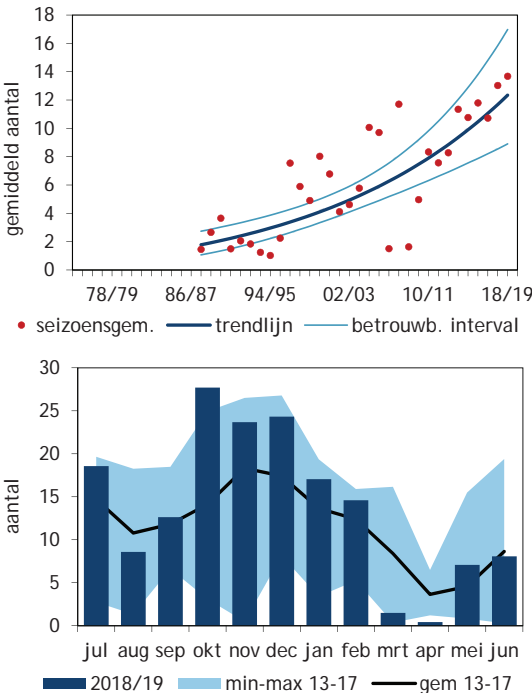 18
16
14
12
10
8
6
4
2
0
gemiddeld aantal
78/79 86/87 94/95 02/03 10/11 18/19
seizoensgem. trendlijn betrouwb. interval
30
25
20
15
10
5
0
aantal
jul aug sep okt nov dec jan feb mrt apr mei jun
2018/19 min-max 13-17 gem 13-17